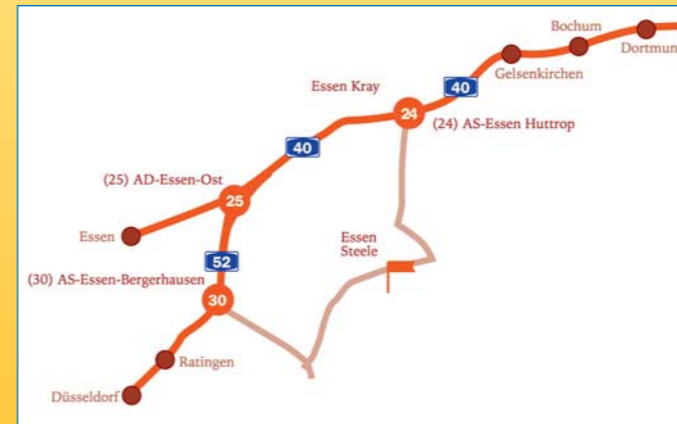 Bochum
Dortmun
Gelsenkirchen
Essen Kray
40
24
(24) AS-Essen Huttrop
40
(25) AD-Essen-Ost
25
Essen
Essen
Steele
52
(30) AS-Essen-Bergerhausen
30
Ratingen
Düsseldorf